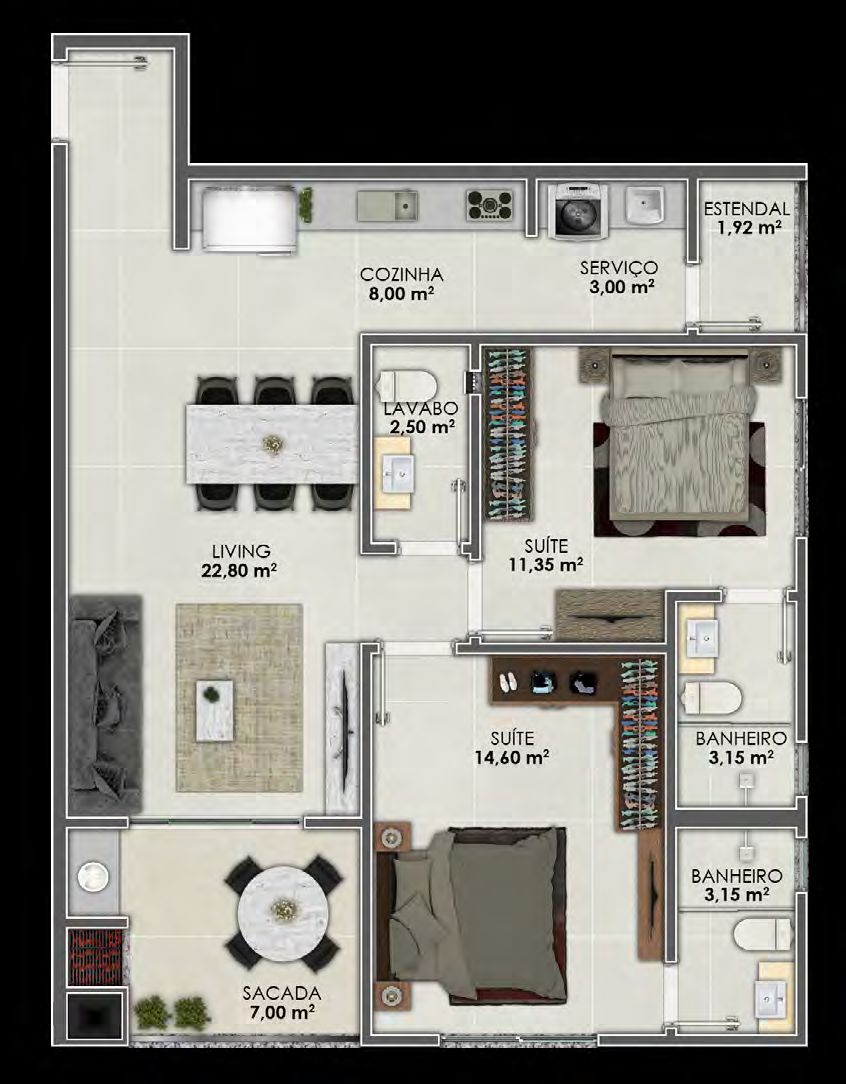 ESTENDAL
1,92 m²
COZINHA
8,00 m²
SERVIÇO
3,00 m²
LAVABO
2,50 m²
LIVING
22,80 m²
SUÍTE
11,35 m²
SUÍTE
14,60 m²
BANHEIRO
3,15 m²
BANHEIRO
3,15 m²
SACADA
7,00 m²